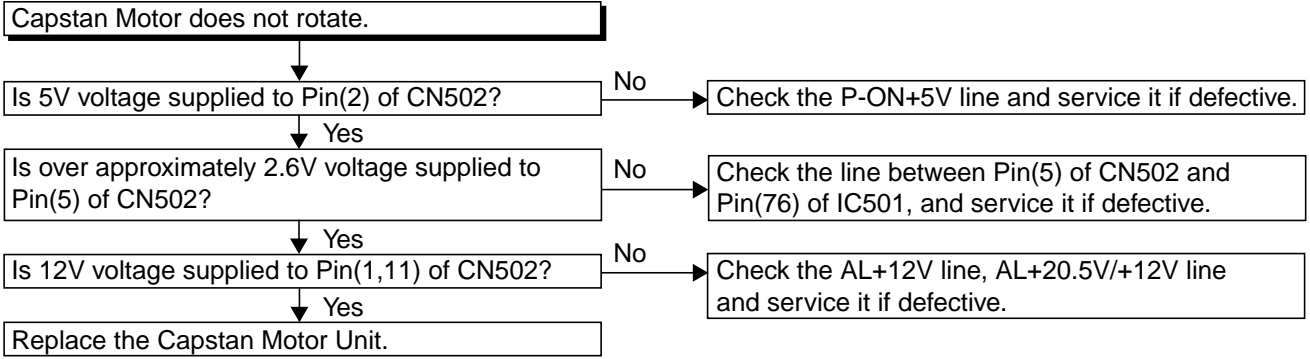 Capstan Motor does not rotate.
Is 5V voltage supplied to Pin(2) of CN502?
No
Check the P-ON+5V line and service it if defective.
Yes
Is over approximately 2.6V voltage supplied to
Pin(5) of CN502?
No
Check the line between Pin(5) of CN502 and
Pin(76) of IC501, and service it if defective.
Yes
Is 12V voltage supplied to Pin(1,11) of CN502?
No
Check the AL+12V line, AL+20.5V/+12V line
and service it if defective.
Yes
Replace the Capstan Motor Unit.